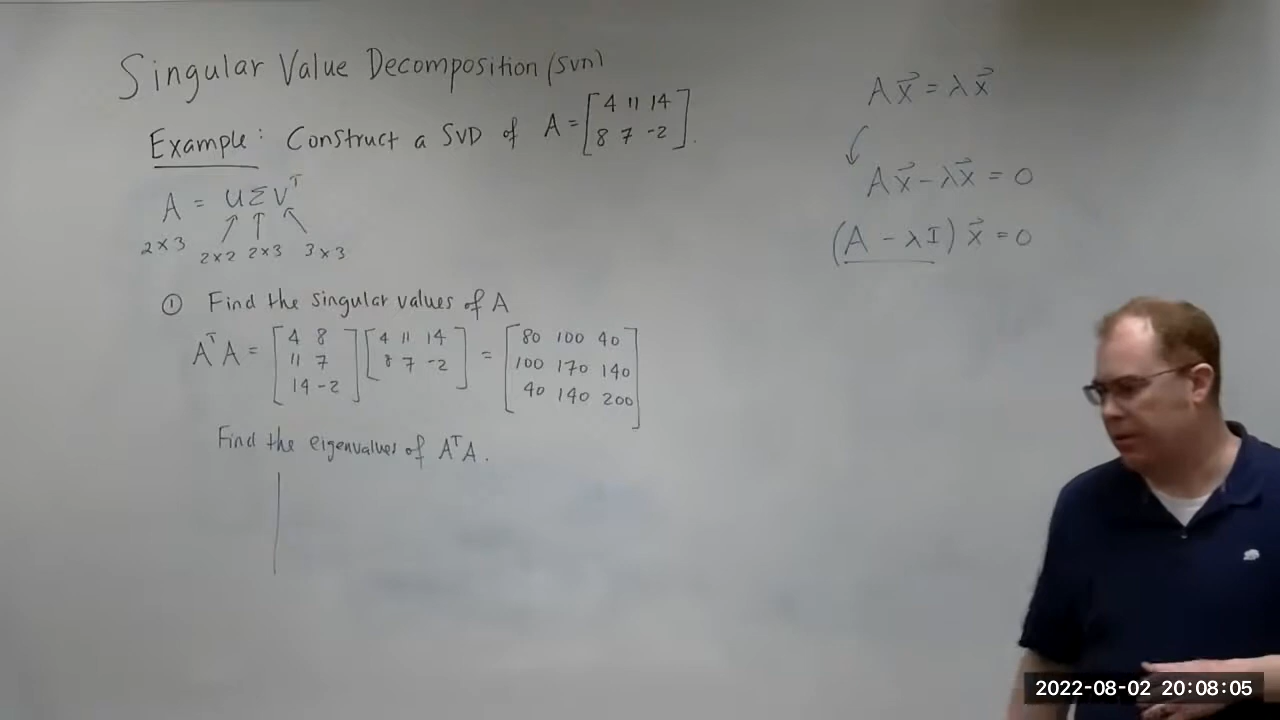 Singular Value Decomposition (SVD)
Example: Construct a SVD of A = [4 11 14
8 7 -2].
A = UΣVᵀ
2×3 2×2 2×3 3×3
① Find the singular values of A
AᵀA = [4 8
11 7
14 -2] [4 11 14
8 7 -2] = [80 100 40
100 170 140
40 140 200]
Find the eigenvalues of AᵀA.
Ax⃗ = λx⃗
Ax⃗ - λx⃗ = 0
(A - λI) x⃗ = 0
2022-08-02 20:08:05